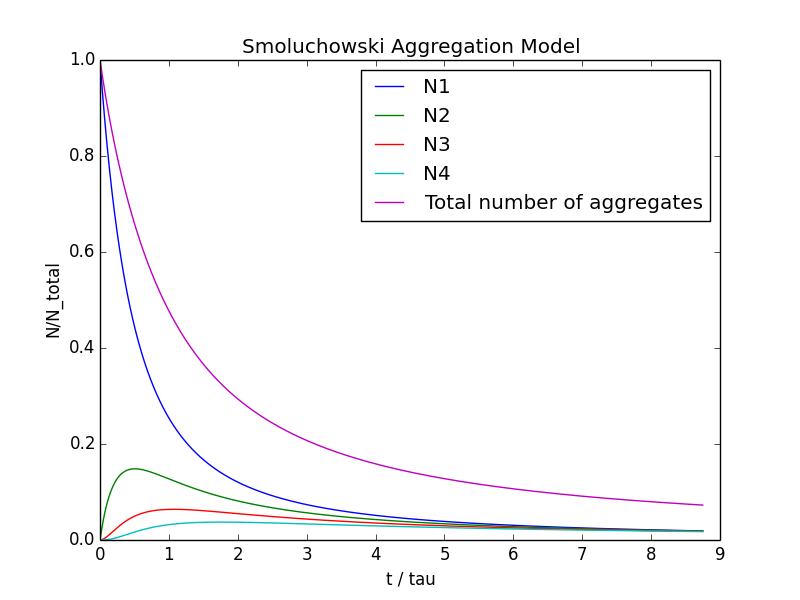 Smoluchowski Aggregation Model
N1
N2
N3
N4
Total number of aggregates
N/N_total
1.0
0.8
0.6
0.4
0.2
0.0
0 1 2 3 4 5 6 7 8 9
t / tau